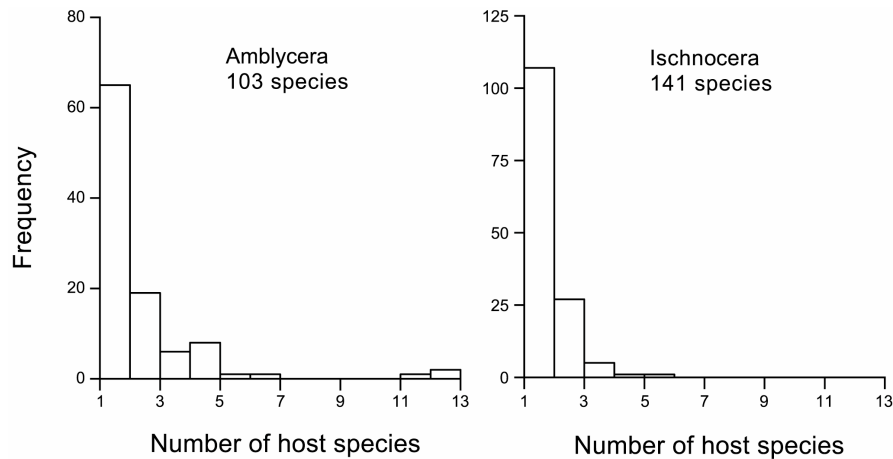 80
60
40
20
0
Frequency
Amblycera
103 species
1 3 5 7 9 11 13
Number of host species
125
100
75
50
25
0
Ischnocera
141 species
1 3 5 7 9 11 13
Number of host species